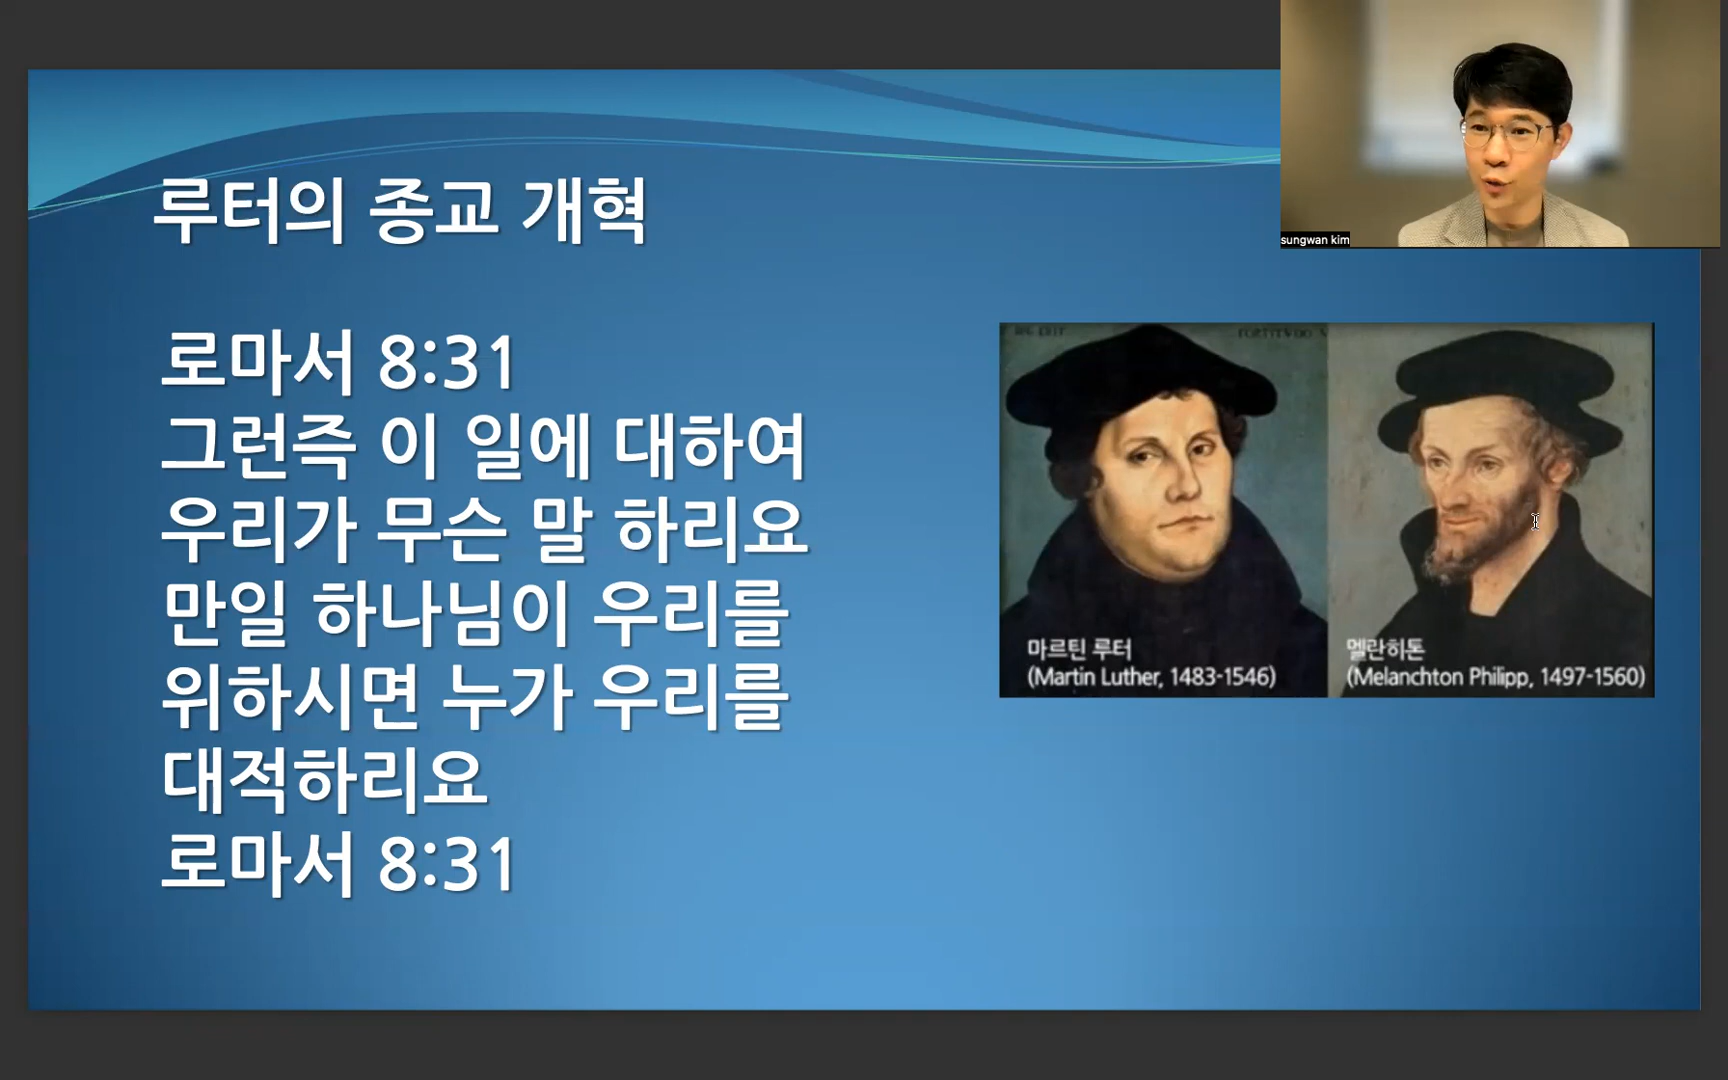 루터의 종교 개혁
sungwan kim
로마서 8:31
그런즉 이 일에 대하여
우리가 무슨 말 하리요
만일 하나님이 우리를
위하시면 누가 우리를
대적하리요
로마서 8:31
마르틴 루터
(Martin Luther, 1483-1546)
멜란히톤
(Melanchton Philipp, 1497-1560)